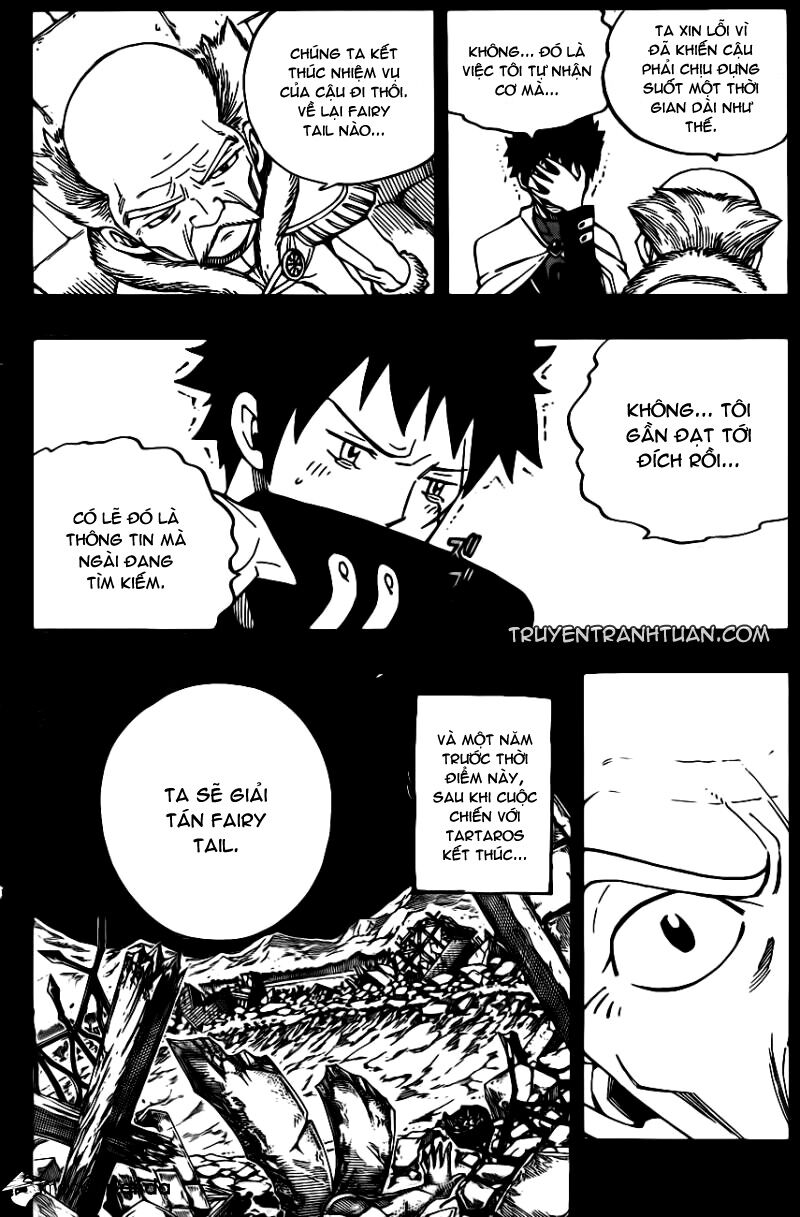 TA XIN LỖI VÌ
ĐÃ KHIẾN CẬU
PHẢI CHỊU ĐỰNG
SUỐT MỘT THỜI
GIAN DÀI NHƯ
THẾ.
KHÔNG... ĐÓ LÀ
VIỆC TÔI TỰ NHẬN
CƠ MÀ...
CHÚNG TA KẾT
THÚC NHIỆM VỤ
CỦA CẬU ĐI THÔI.
VỀ LẠI FAIRY
TAIL NÀO...
KHÔNG... TÔI
GẦN ĐẠT TỚI
ĐÍCH RỒI...
CÓ LẼ ĐÓ LÀ
THÔNG TIN MÀ
NGÀI ĐANG
TÌM KIẾM.
TRUYENTRANHTUAN.COM
VÀ MỘT NĂM
TRƯỚC THỜI
ĐIỂM NÀY,
SAU KHI CUỘC
CHIẾN VỚI
TARTAROS
KẾT THÚC...
TA SẼ GIẢI
TÁN FAIRY
TAIL.